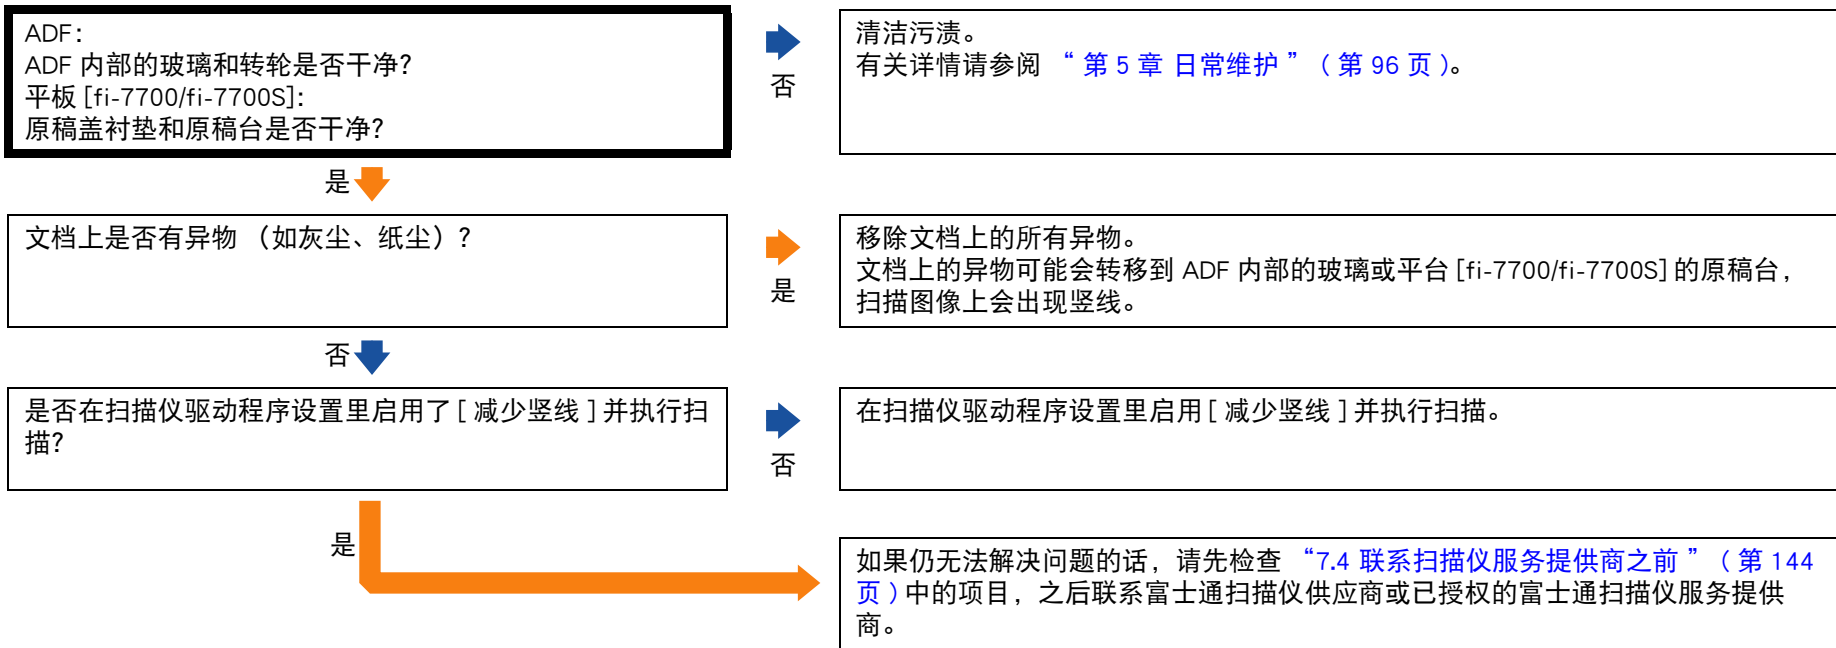 ADF：
ADF 内部的玻璃和转轮是否干净？
平板 [fi-7700/fi-7700S]：
原稿盖衬垫和原稿台是否干净？
否
清洁污渍。
有关详情请参阅 “ 第 5 章 日常维护 ”（ 第 96 页 ）。
是
文档上是否有异物 （如灰尘、纸尘）？
是
移除文档上的所有异物。
文档上的异物可能会转移到 ADF 内部的玻璃或平台 [fi-7700/fi-7700S] 的原稿台，
扫描图像上会出现竖线。
否
是否在扫描仪驱动程序设置里启用了 [ 减少竖线 ] 并执行扫
描？
否
在扫描仪驱动程序设置里启用 [ 减少竖线 ] 并执行扫描。
是
如果仍无法解决问题的话，请先检查 “7.4 联系扫描仪服务提供商之前 ”（ 第 144
页 ）中的项目，之后联系富士通扫描仪供应商或已授权的富士通扫描仪服务提供
商。